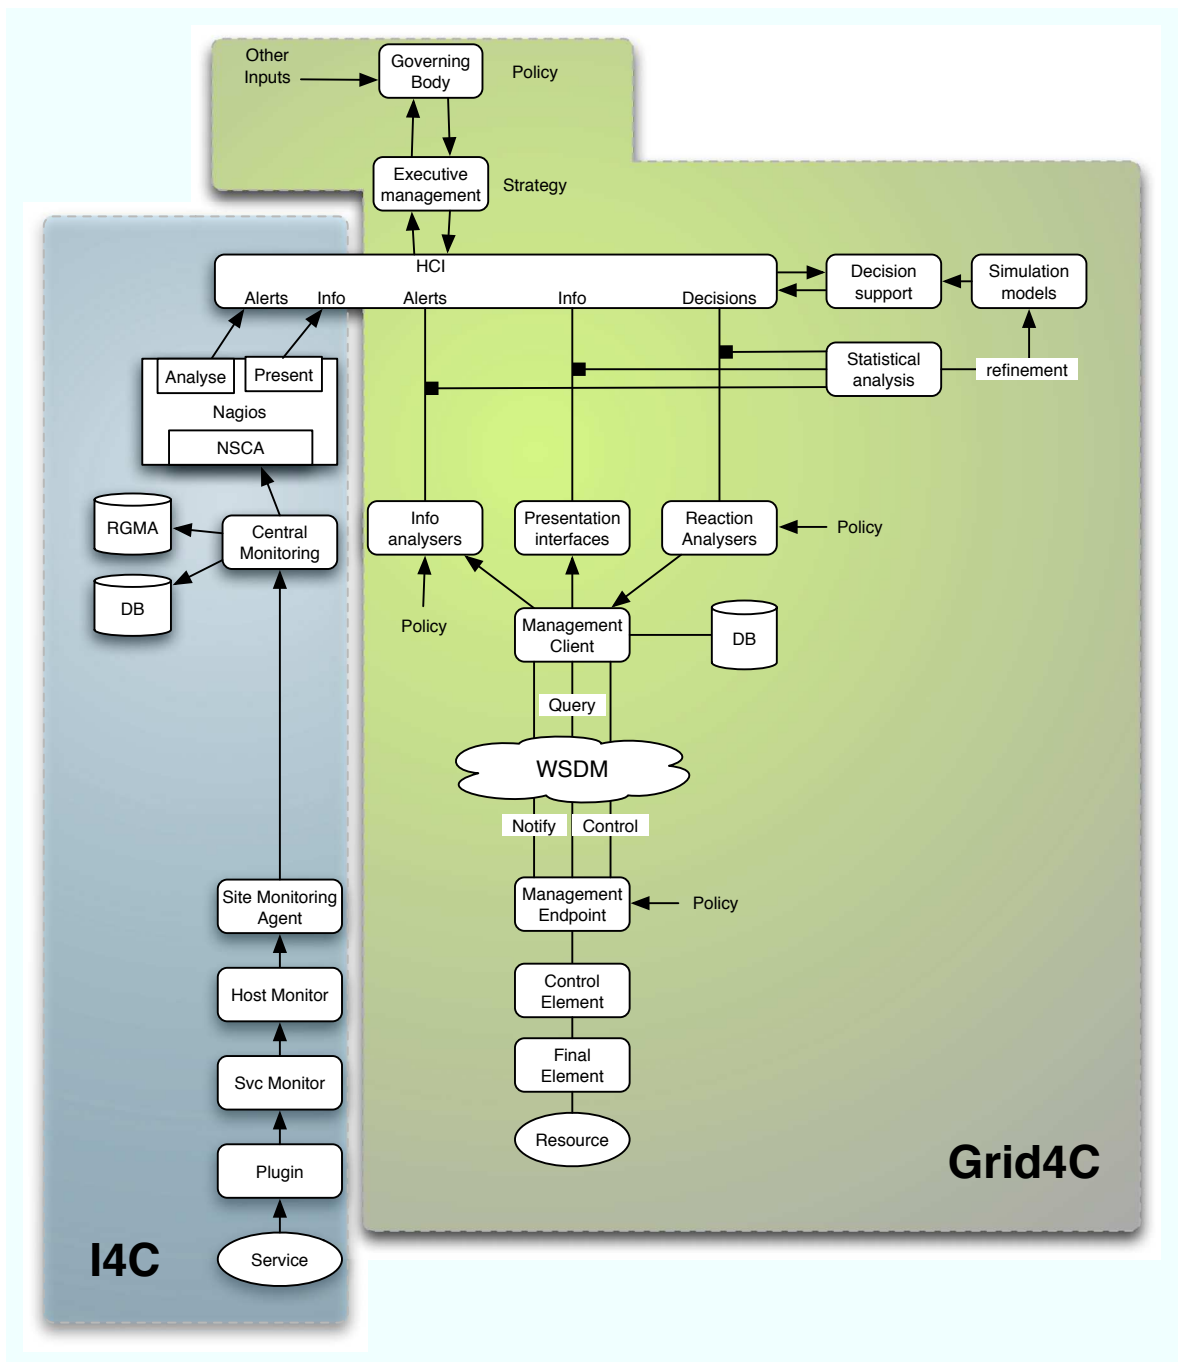 Other
Inputs
Governing
Body
Policy
Executive
management
Strategy
HCI
Alerts
Info
Alerts
Info
Decisions
Decision
support
Simulation
models
Analyse
Present
Nagios
NSCA
Statistical
analysis
refinement
RGMA
DB
Central
Monitoring
Info
analysers
Presentation
interfaces
Reaction
Analysers
Policy
Policy
Management
Client
DB
Query
WSDM
Notify
Control
Site Monitoring
Agent
Management
Endpoint
Policy
Host Monitor
Control
Element
Svc Monitor
Final
Element
Plugin
Resource
Grid4C
Service
I4C